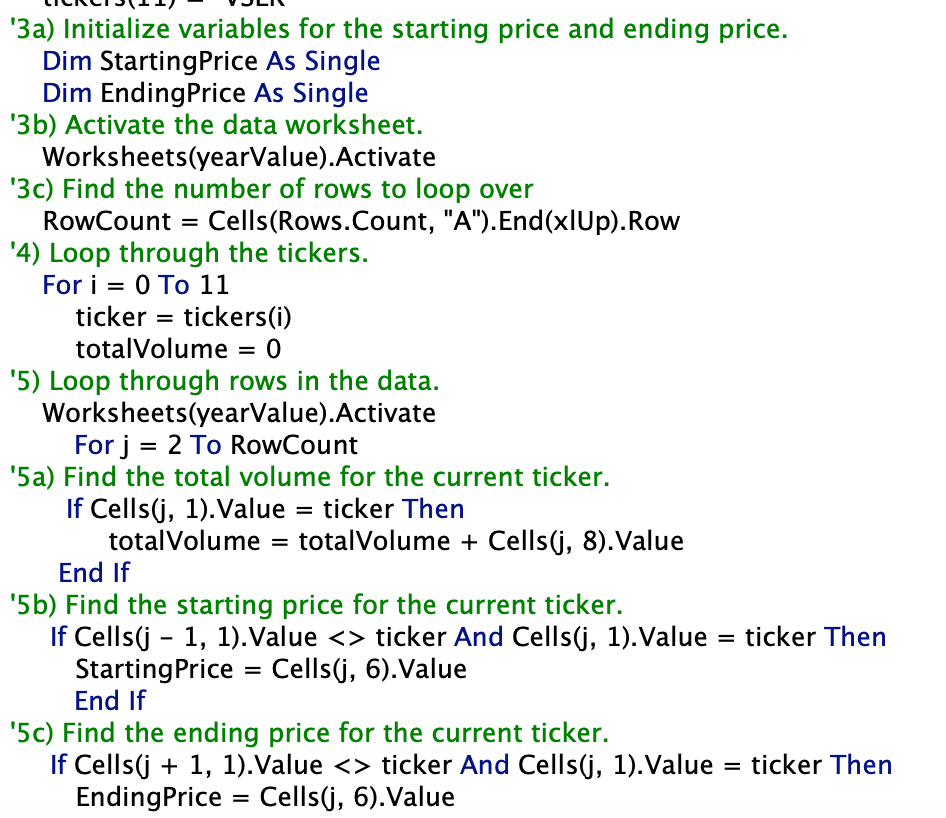 tickers(11) = "VSLR"
'3a) Initialize variables for the starting price and ending price.
Dim StartingPrice As Single
Dim EndingPrice As Single
'3b) Activate the data worksheet.
Worksheets(yearValue).Activate
'3c) Find the number of rows to loop over
RowCount = Cells(Rows.Count, "A").End(xlUp).Row
'4) Loop through the tickers.
For i = 0 To 11
ticker = tickers(i)
totalVolume = 0
'5) Loop through rows in the data.
Worksheets(yearValue).Activate
For j = 2 To RowCount
'5a) Find the total volume for the current ticker.
If Cells(j, 1).Value = ticker Then
totalVolume = totalVolume + Cells(j, 8).Value
End If
'5b) Find the starting price for the current ticker.
If Cells(j - 1, 1).Value <> ticker And Cells(j, 1).Value = ticker Then
StartingPrice = Cells(j, 6).Value
End If
'5c) Find the ending price for the current ticker.
If Cells(j + 1, 1).Value <> ticker And Cells(j, 1).Value = ticker Then
EndingPrice = Cells(j, 6).Value